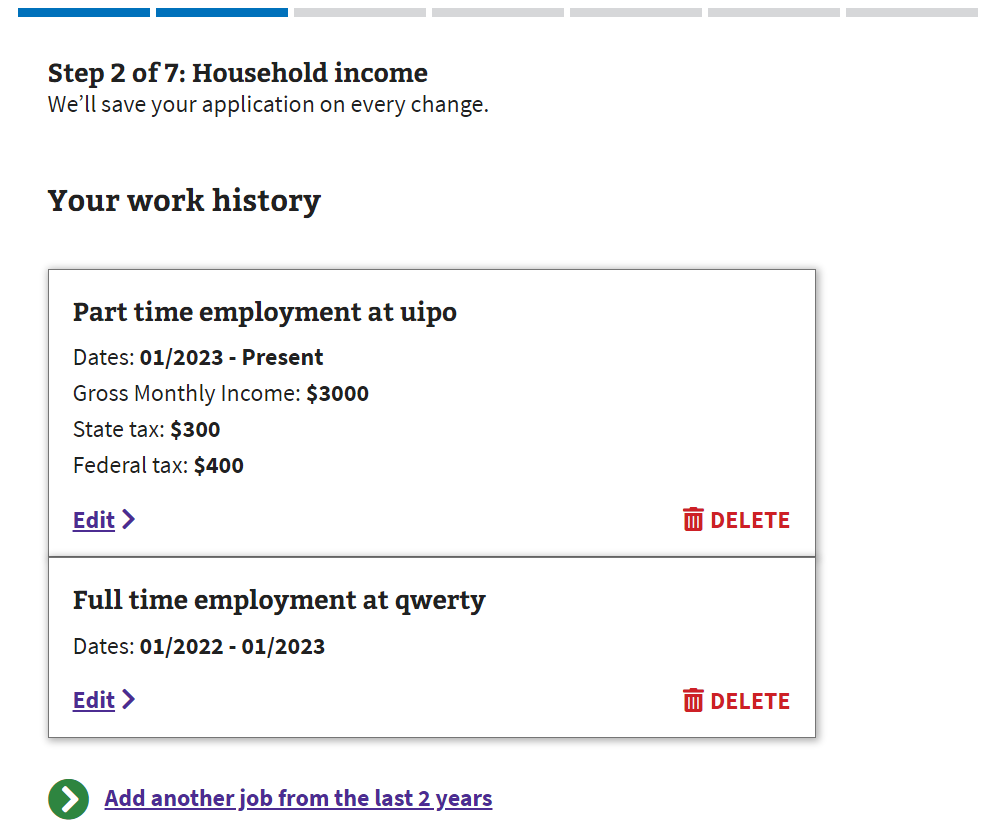 Step 2 of 7: Household income
We’ll save your application on every change.
Your work history
Part time employment at uipo
Dates: 01/2023 - Present
Gross Monthly Income: $3000
State tax: $300
Federal tax: $400
Edit
DELETE
Full time employment at qwerty
Dates: 01/2022 - 01/2023
Edit
DELETE
Add another job from the last 2 years